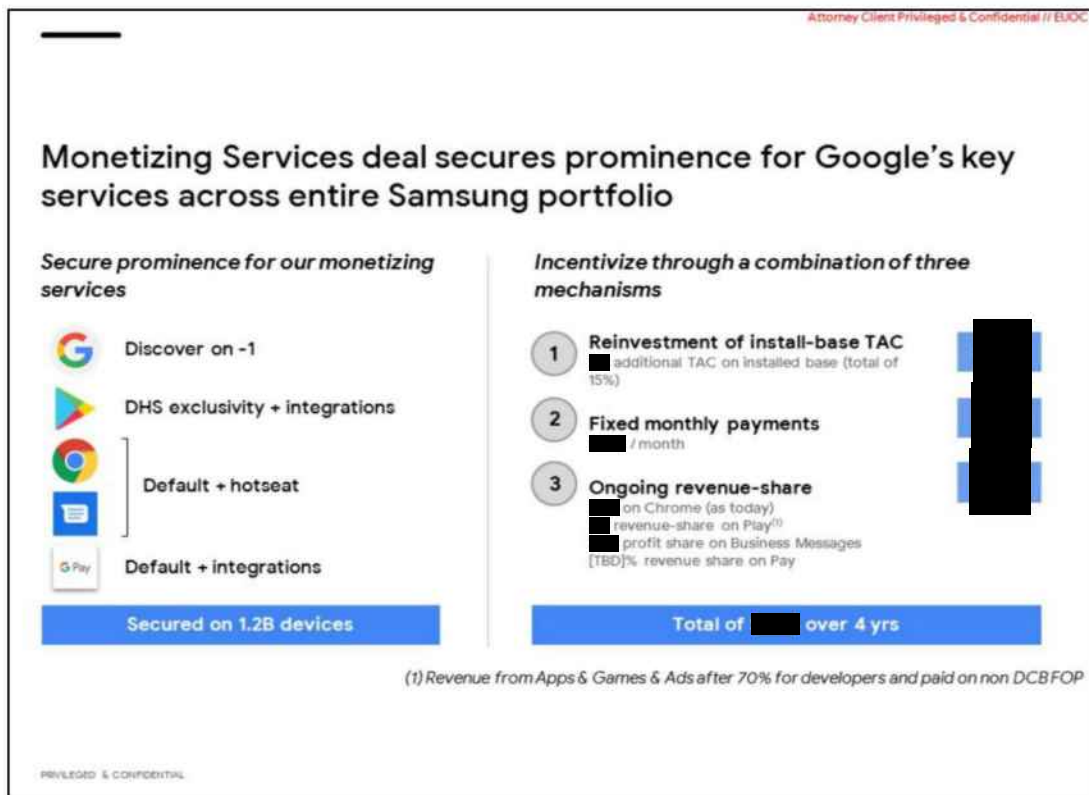 Attorney Client Privileged & Confidential // EUOC
Monetizing Services deal secures prominence for Google's key
services across entire Samsung portfolio
Secure prominence for our monetizing
services
Discover on -1
DHS exclusivity + integrations
Default + hotseat
G Pay
Default + integrations
Secured on 1.2B devices
Incentivize through a combination of three
mechanisms
1
Reinvestment of install-base TAC
additional TAC on installed base (total of
15%)
2
Fixed monthly payments
/ month
3
Ongoing revenue-share
on Chrome (as today)
revenue-share on Play(1)
profit share on Business Messages
[TBD]% revenue share on Pay
Total of over 4 yrs
(1) Revenue from Apps & Games & Ads after 70% for developers and paid on non DCB FOP
PRIVILEGED & CONFIDENTIAL